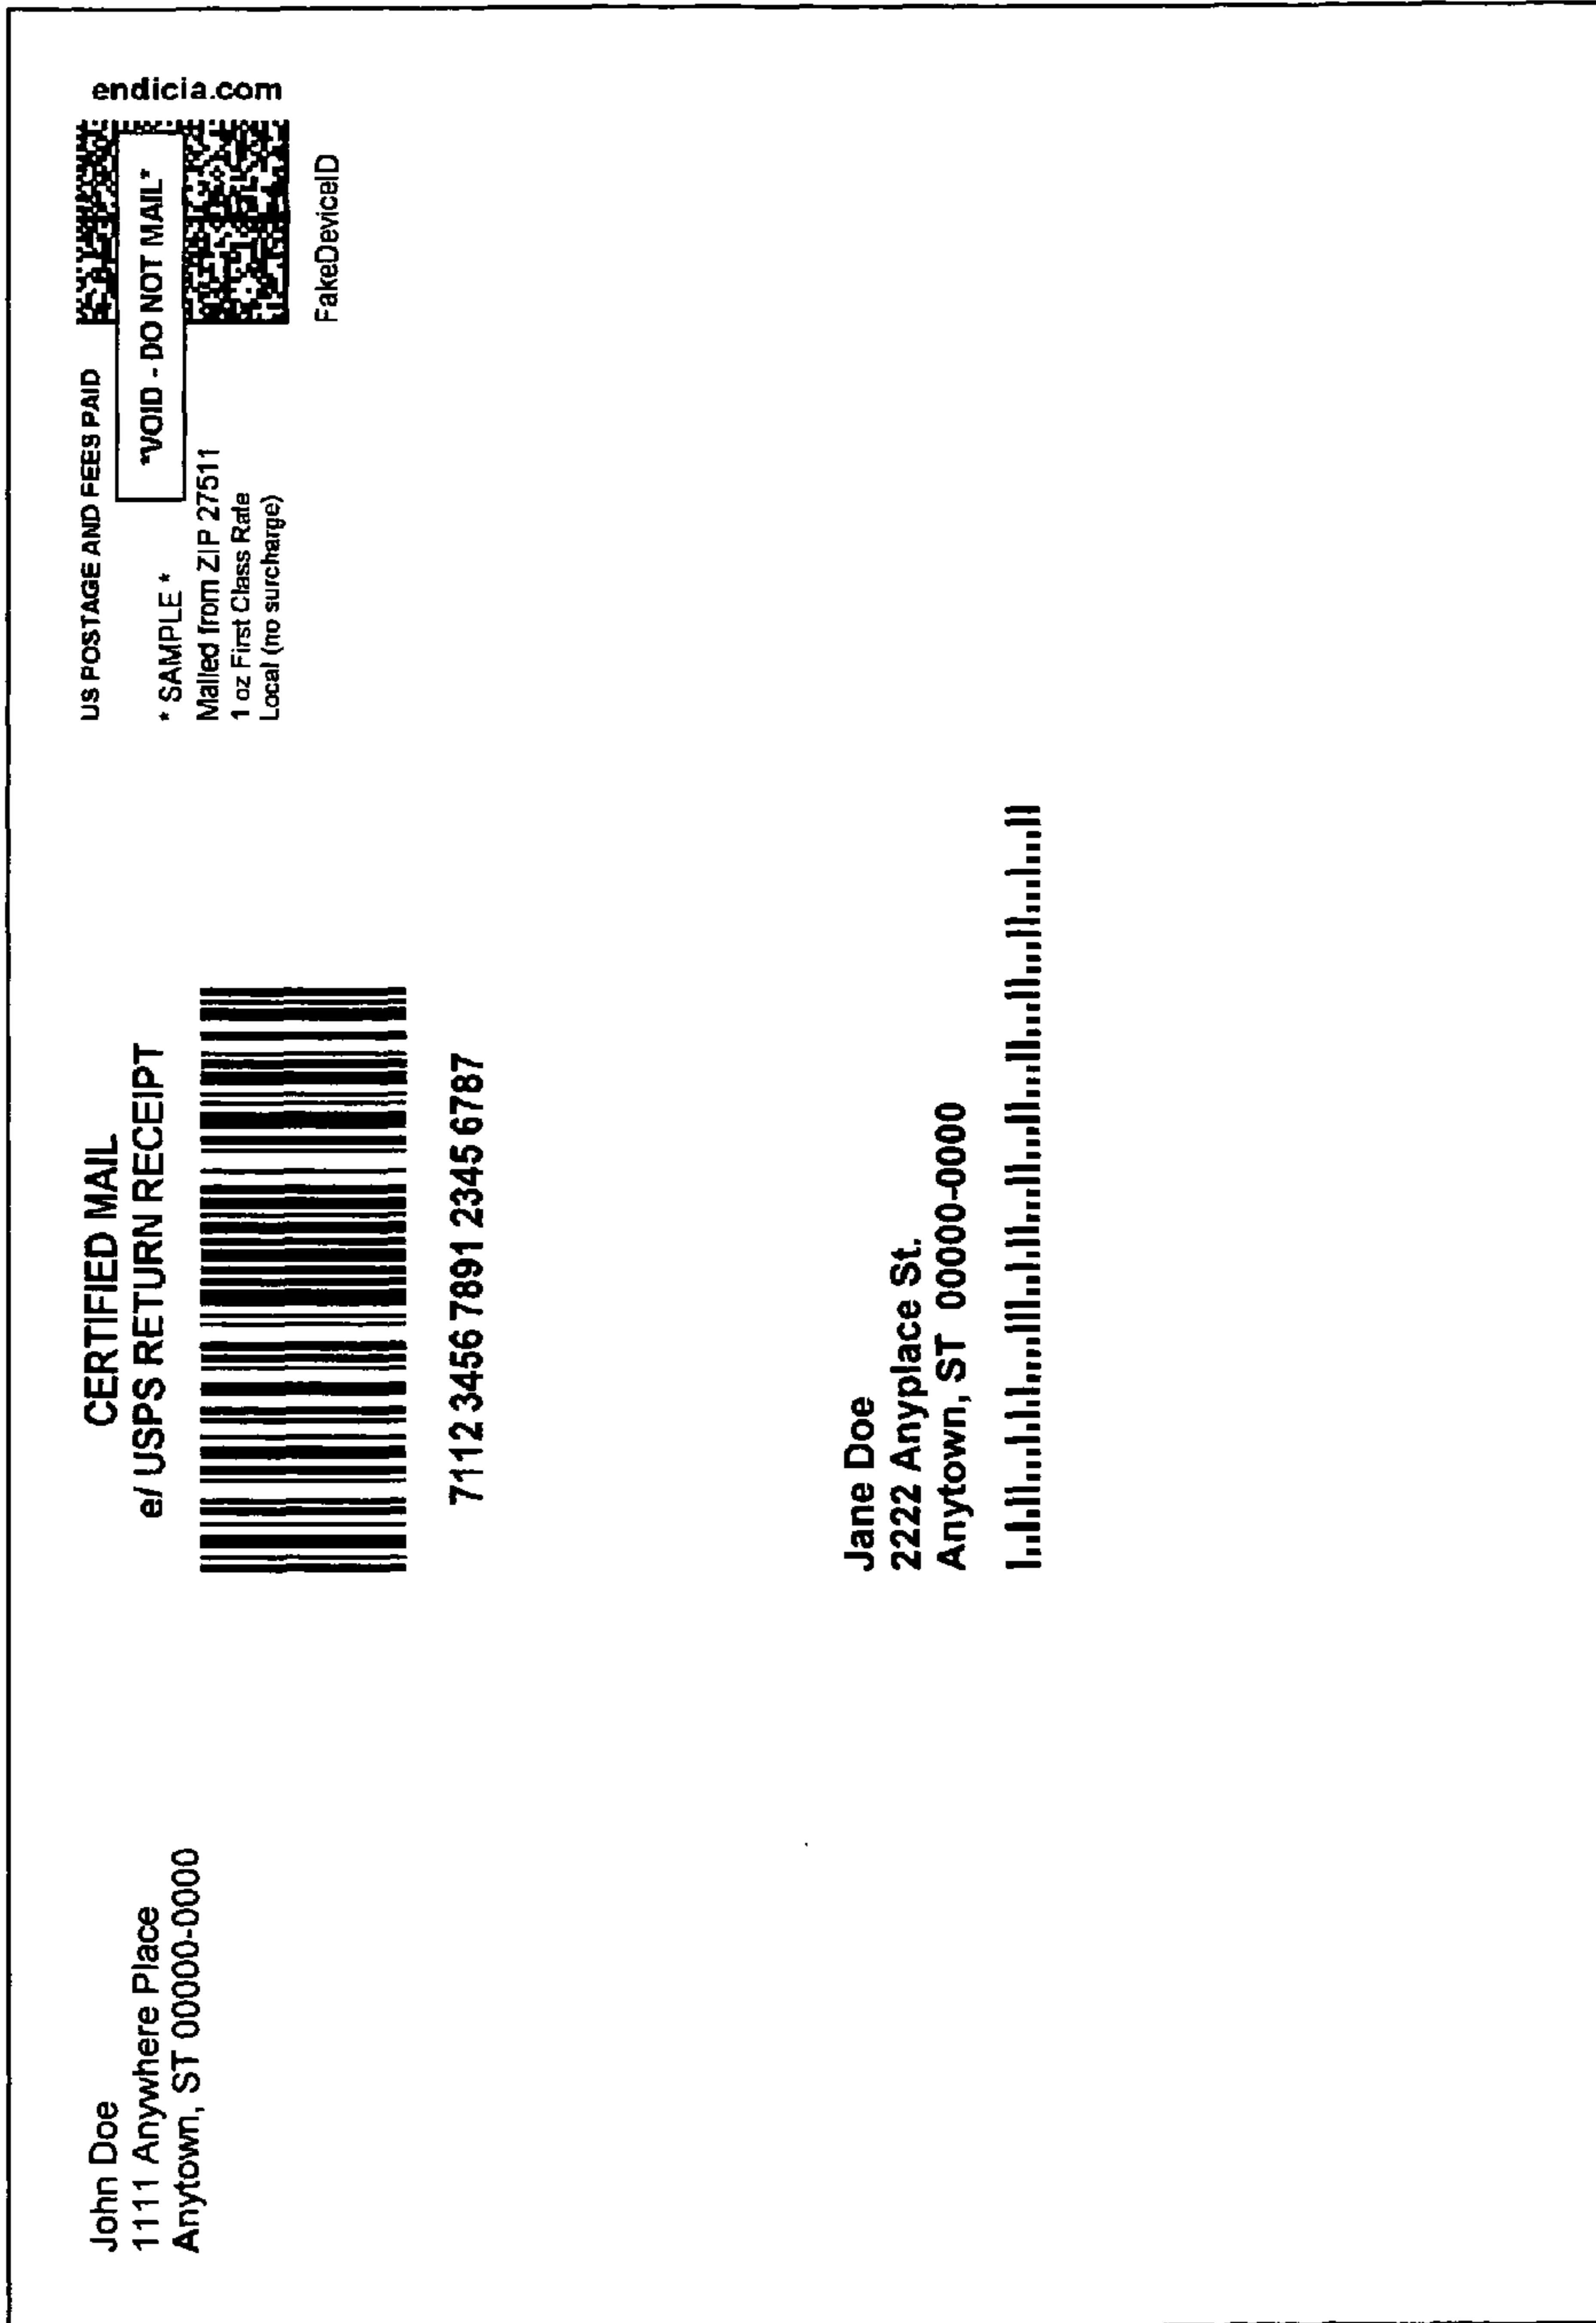 John Doe
1111 Anywhere Place
Anytown, ST 00000-0000
CERTIFIED MAIL
e/ USPS RETURN RECEIPT
7112 3456 7891 2345 6787
US POSTAGE AND FEES PAID
*VOID - DO NOT MAIL*
* SAMPLE *
Mailed from ZIP 27511
1 oz First Class Rate
Local (no surcharge)
endicia.com
FakeDeviceID
Jane Doe
2222 Anyplace St.
Anytown, ST 00000-0000